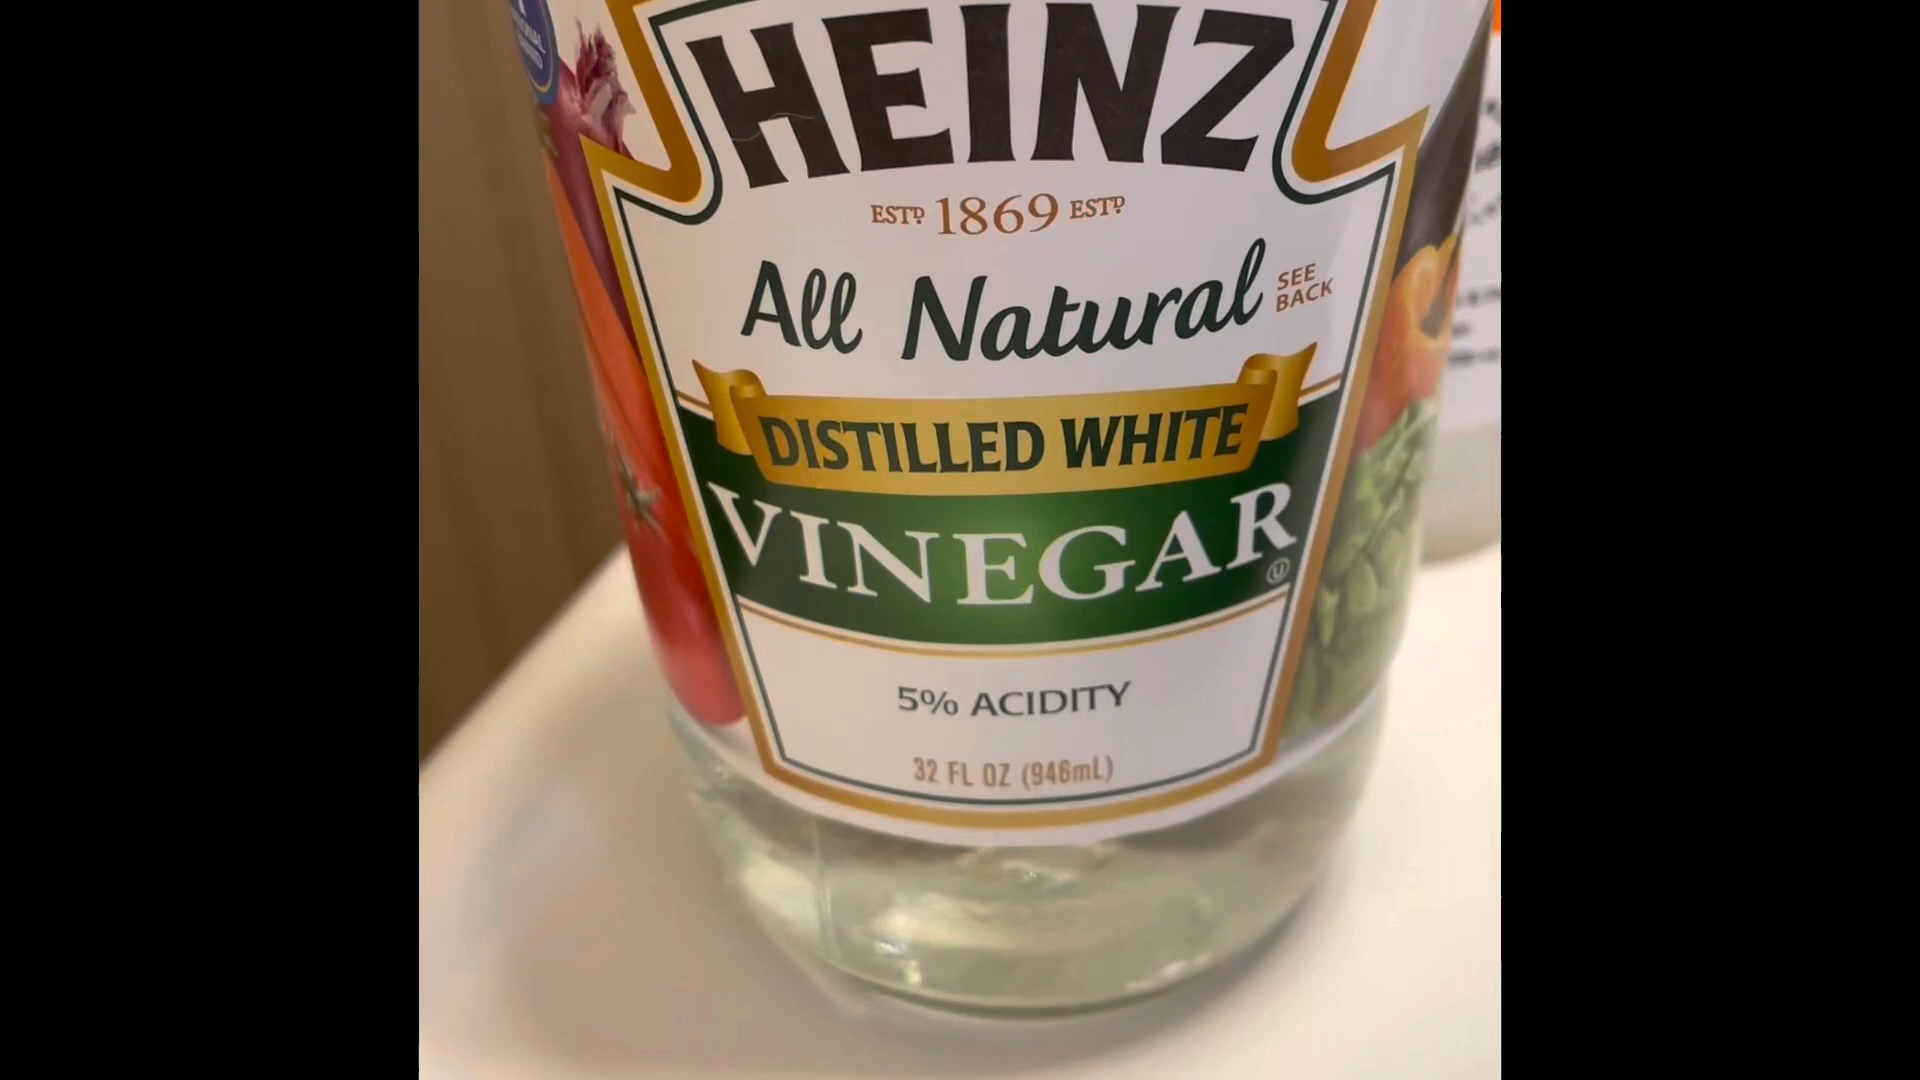 HEINZ
ESTD 1869 ESTD
All Natural
SEE
BACK
DISTILLED WHITE
VINEGAR
U
5% ACIDITY
32 FL OZ (946mL)